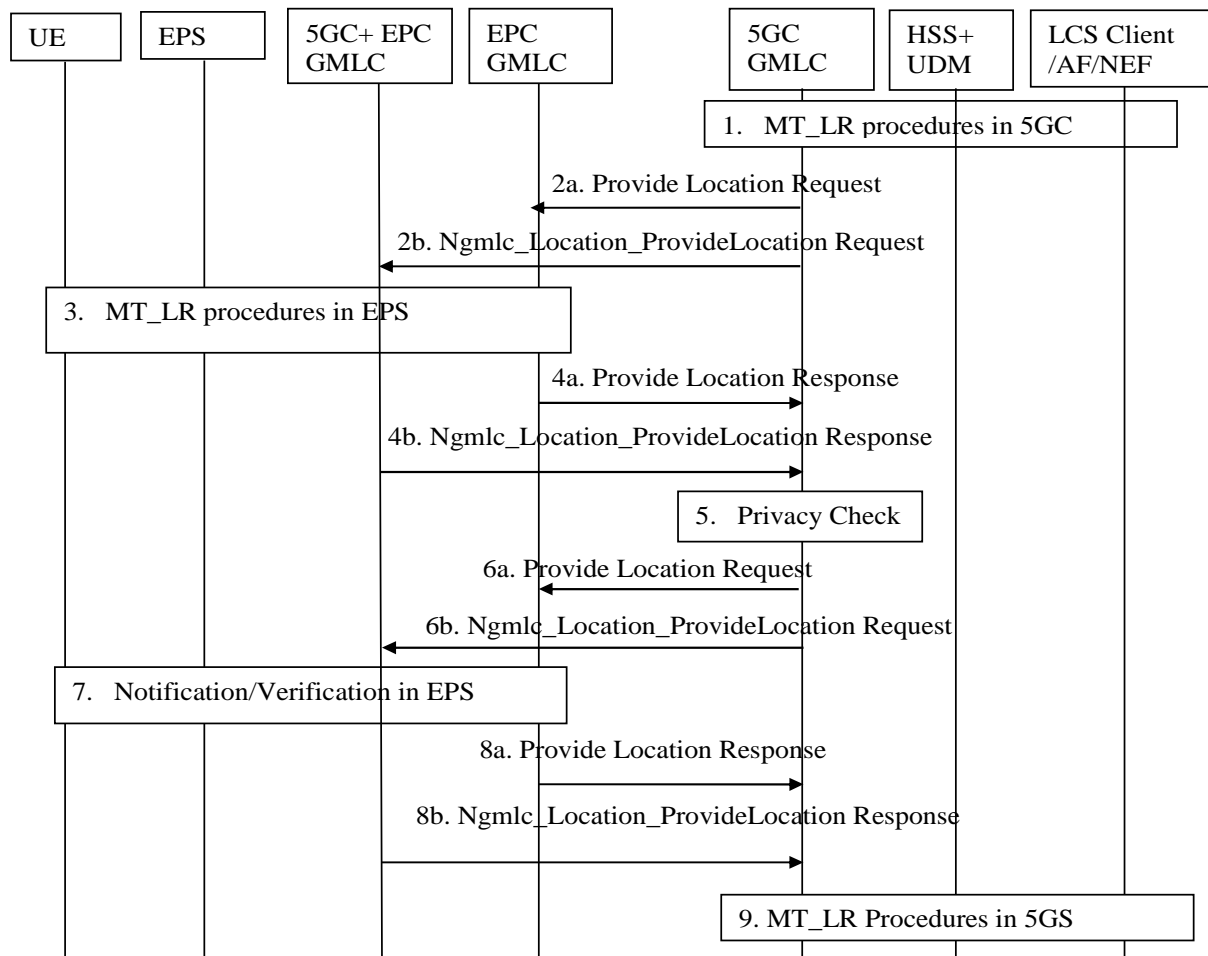 UE
EPS
5GC+ EPC
GMLC
EPC
GMLC
5GC
GMLC
HSS+
UDM
LCS Client
/AF/NEF
1. MT_LR procedures in 5GC
2a. Provide Location Request
2b. Ngmlc_Location_ProvideLocation Request
3. MT_LR procedures in EPS
4a. Provide Location Response
4b. Ngmlc_Location_ProvideLocation Response
5. Privacy Check
6a. Provide Location Request
6b. Ngmlc_Location_ProvideLocation Request
7. Notification/Verification in EPS
8a. Provide Location Response
8b. Ngmlc_Location_ProvideLocation Response
9. MT_LR Procedures in 5GS